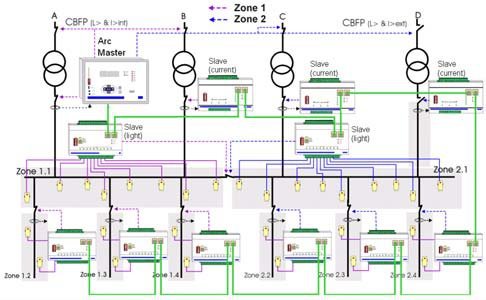 Zone 1
Zone 2
A
CBFP (L> & I>int)
B
C
CBFP (L> & I>ext)
D
Arc
Master
Slave
(current)
Slave
(current)
Slave
(current)
Slave
(light)
Slave
(light)
Zone 1.1
Zone 2.1
Zone 1.2
Zone 1.3
Zone 1.4
Zone 2.2
Zone 2.3
Zone 2.4